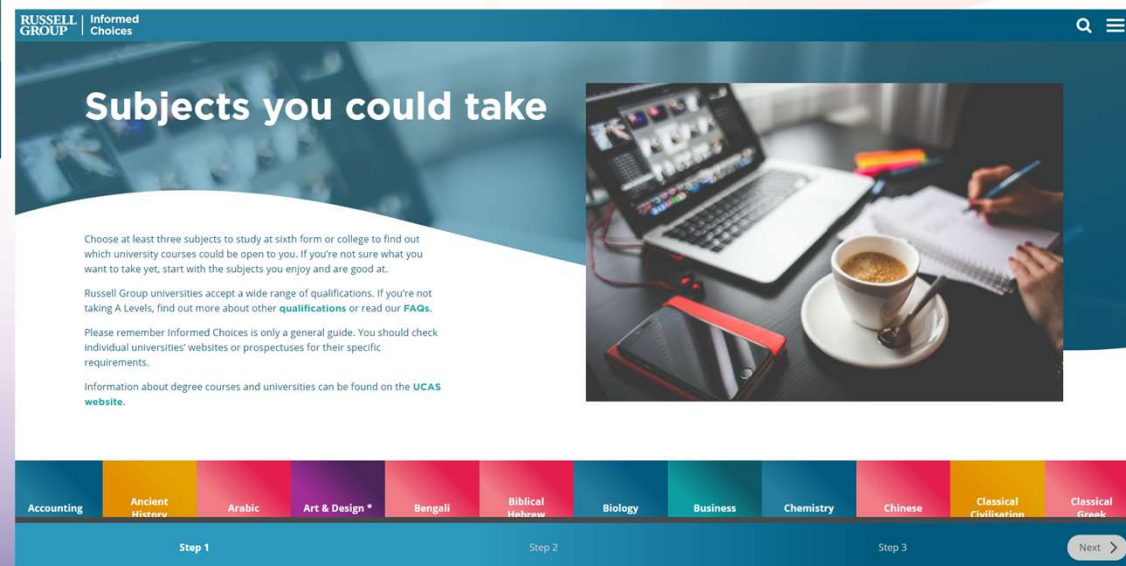 RUSSELL
GROUP
Informed
Choices
Subjects you could take
Choose at least three subjects to study at sixth form or college to find out
which university courses could be open to you. If you're not sure what you
want to take yet, start with the subjects you enjoy and are good at.
Russell Group universities accept a wide range of qualifications. If you're not
taking A Levels, find out more about other qualifications or read our FAQs.
Please remember Informed Choices is only a general guide. You should check
individual universities' websites or prospectuses for their specific
requirements.
Information about degree courses and universities can be found on the UCAS
website.
Accounting
Ancient
History
Arabic
Art & Design *
Bengali
Biblical
Hebrew
Biology
Business
Chemistry
Chinese
Classical
Civilisation
Classical
Greek
Step 1
Step 2
Step 3
Next